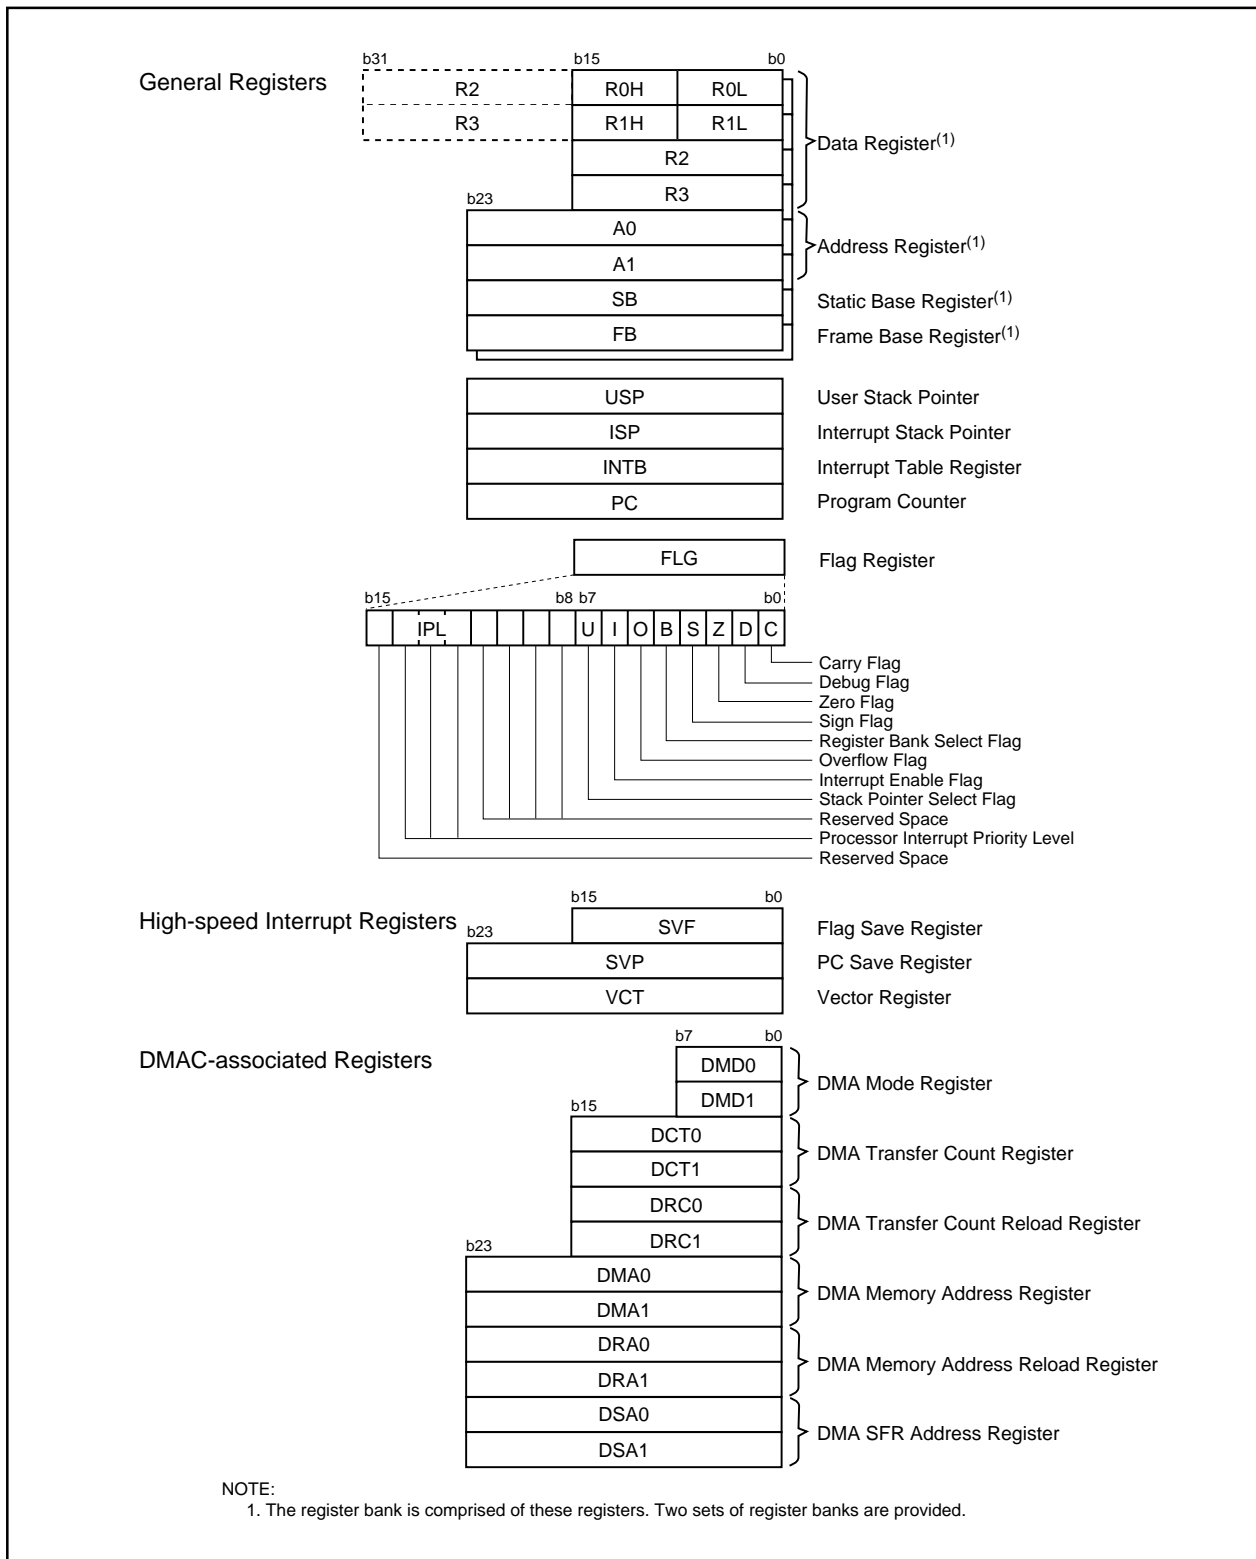 General Registers
b31 b15 b0
R2 R0H R0L
R3 R1H R1L
Data Register(1)
R2
R3
b23
A0
Address Register(1)
A1
SB Static Base Register(1)
FB Frame Base Register(1)
USP User Stack Pointer
ISP Interrupt Stack Pointer
INTB Interrupt Table Register
PC Program Counter
FLG Flag Register
b15 b8 b7 b0
IPL U I O B S Z D C
Carry Flag
Debug Flag
Zero Flag
Sign Flag
Register Bank Select Flag
Overflow Flag
Interrupt Enable Flag
Stack Pointer Select Flag
Reserved Space
Processor Interrupt Priority Level
Reserved Space
High-speed Interrupt Registers
b15 b0
SVF Flag Save Register
b23
SVP PC Save Register
VCT Vector Register
DMAC-associated Registers
b7 b0
DMD0
DMA Mode Register
DMD1
b15
DCT0
DMA Transfer Count Register
DCT1
DRC0
DMA Transfer Count Reload Register
DRC1
b23
DMA0
DMA Memory Address Register
DMA1
DRA0
DMA Memory Address Reload Register
DRA1
DSA0
DMA SFR Address Register
DSA1
NOTE:
1. The register bank is comprised of these registers. Two sets of register banks are provided.